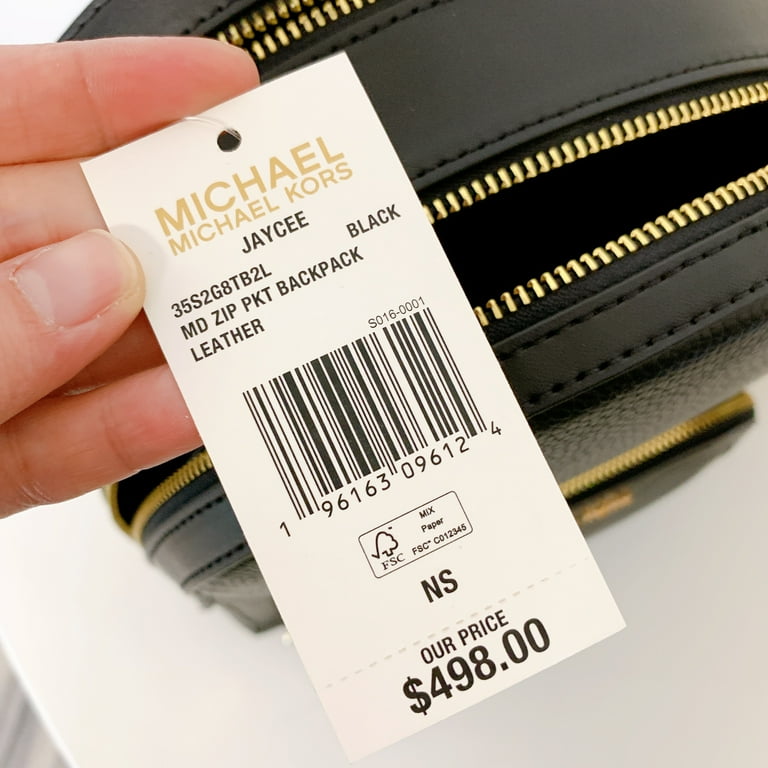 MICHAEL
MICHAEL KORS
JAYCEE BLACK
35S2G8TB2L
MD ZIP PKT BACKPACK
LEATHER
S016-0001
1 96163 09612 4
FSC
MIX
Paper
FSC™ C012345
NS
OUR PRICE
$498.00